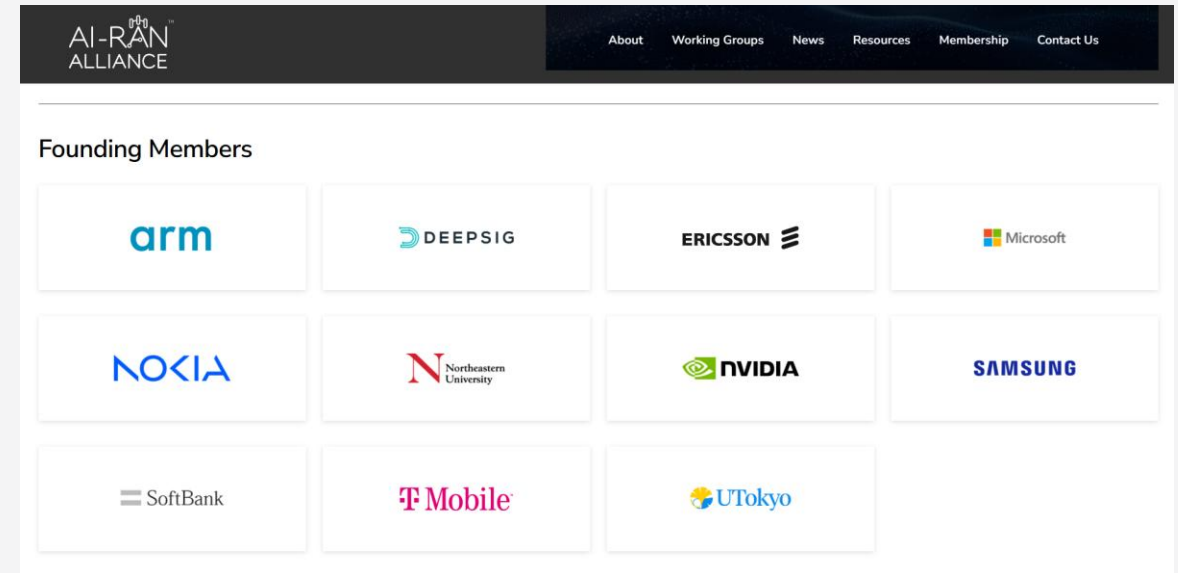 AI-RAN™
ALLIANCE
About Working Groups News Resources Membership Contact Us
Founding Members
arm
DEEPSIG
ERICSSON
Microsoft
NOKIA
N Northeastern
University
NVIDIA
SAMSUNG
SoftBank
T Mobile
UTokyo